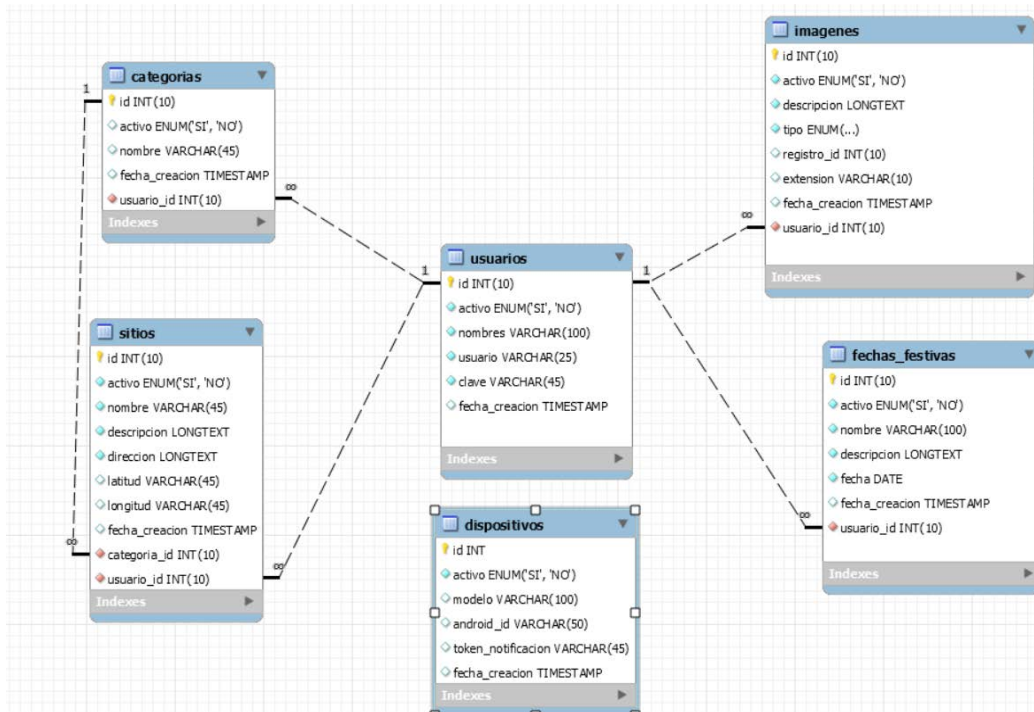 categorias
id INT(10)
activo ENUM('SI', 'NO')
nombre VARCHAR(45)
fecha_creacion TIMESTAMP
usuario_id INT(10)
Indexes
1
∞
sitios
id INT(10)
activo ENUM('SI', 'NO')
nombre VARCHAR(45)
descripcion LONGTEXT
direccion LONGTEXT
latitud VARCHAR(45)
longitud VARCHAR(45)
fecha_creacion TIMESTAMP
categoria_id INT(10)
usuario_id INT(10)
Indexes
∞
∞
usuarios
id INT(10)
activo ENUM('SI', 'NO')
nombres VARCHAR(100)
usuario VARCHAR(25)
clave VARCHAR(45)
fecha_creacion TIMESTAMP
Indexes
1
1
dispositivos
id INT
activo ENUM('SI', 'NO')
modelo VARCHAR(100)
android_id VARCHAR(50)
token_notificacion VARCHAR(45)
fecha_creacion TIMESTAMP
Indexes
imagenes
id INT(10)
activo ENUM('SI', 'NO')
descripcion LONGTEXT
tipo ENUM(...)
registro_id INT(10)
extension VARCHAR(10)
fecha_creacion TIMESTAMP
usuario_id INT(10)
Indexes
∞
fechas_festivas
id INT(10)
activo ENUM('SI', 'NO')
nombre VARCHAR(100)
descripcion LONGTEXT
fecha DATE
fecha_creacion TIMESTAMP
usuario_id INT(10)
Indexes
∞